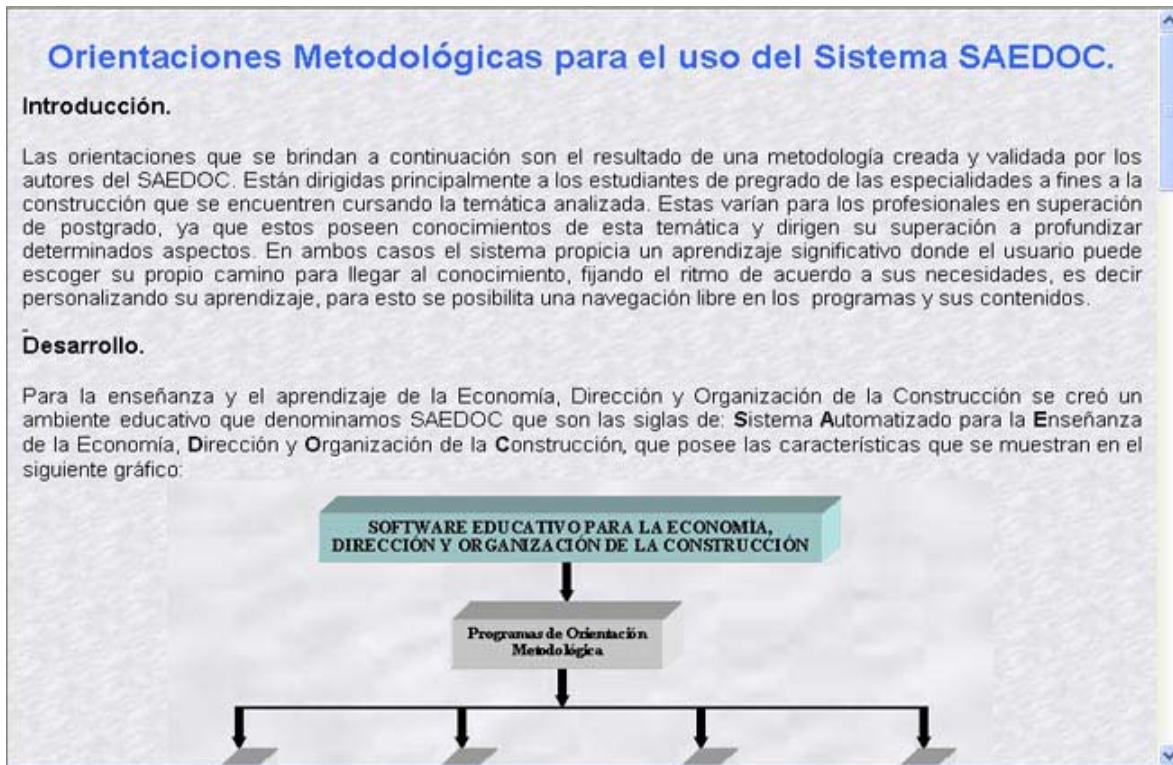 Orientaciones Metodológicas para el uso del Sistema SAEDOC.
Introducción.
Las orientaciones que se brindan a continuación son el resultado de una metodología creada y validada por los
autores del SAEDOC. Están dirigidas principalmente a los estudiantes de pregrado de las especialidades a fines a la
construcción que se encuentren cursando la temática analizada. Estas varían para los profesionales en superación
de postgrado, ya que estos poseen conocimientos de esta temática y dirigen su superación a profundizar
determinados aspectos. En ambos casos el sistema propicia un aprendizaje significativo donde el usuario puede
escoger su propio camino para llegar al conocimiento, fijando el ritmo de acuerdo a sus necesidades, es decir
personalizando su aprendizaje, para esto se posibilita una navegación libre en los programas y sus contenidos.
Desarrollo.
Para la enseñanza y el aprendizaje de la Economía, Dirección y Organización de la Construcción se creó un
ambiente educativo que denominamos SAEDOC que son las siglas de: Sistema Automatizado para la Enseñanza
de la Economía, Dirección y Organización de la Construcción, que posee las características que se muestran en el
siguiente gráfico:
SOFTWARE EDUCATIVO PARA LA ECONOMÍA,
DIRECCIÓN Y ORGANIZACIÓN DE LA CONSTRUCCIÓN
Programas de Orientación
Metodológica